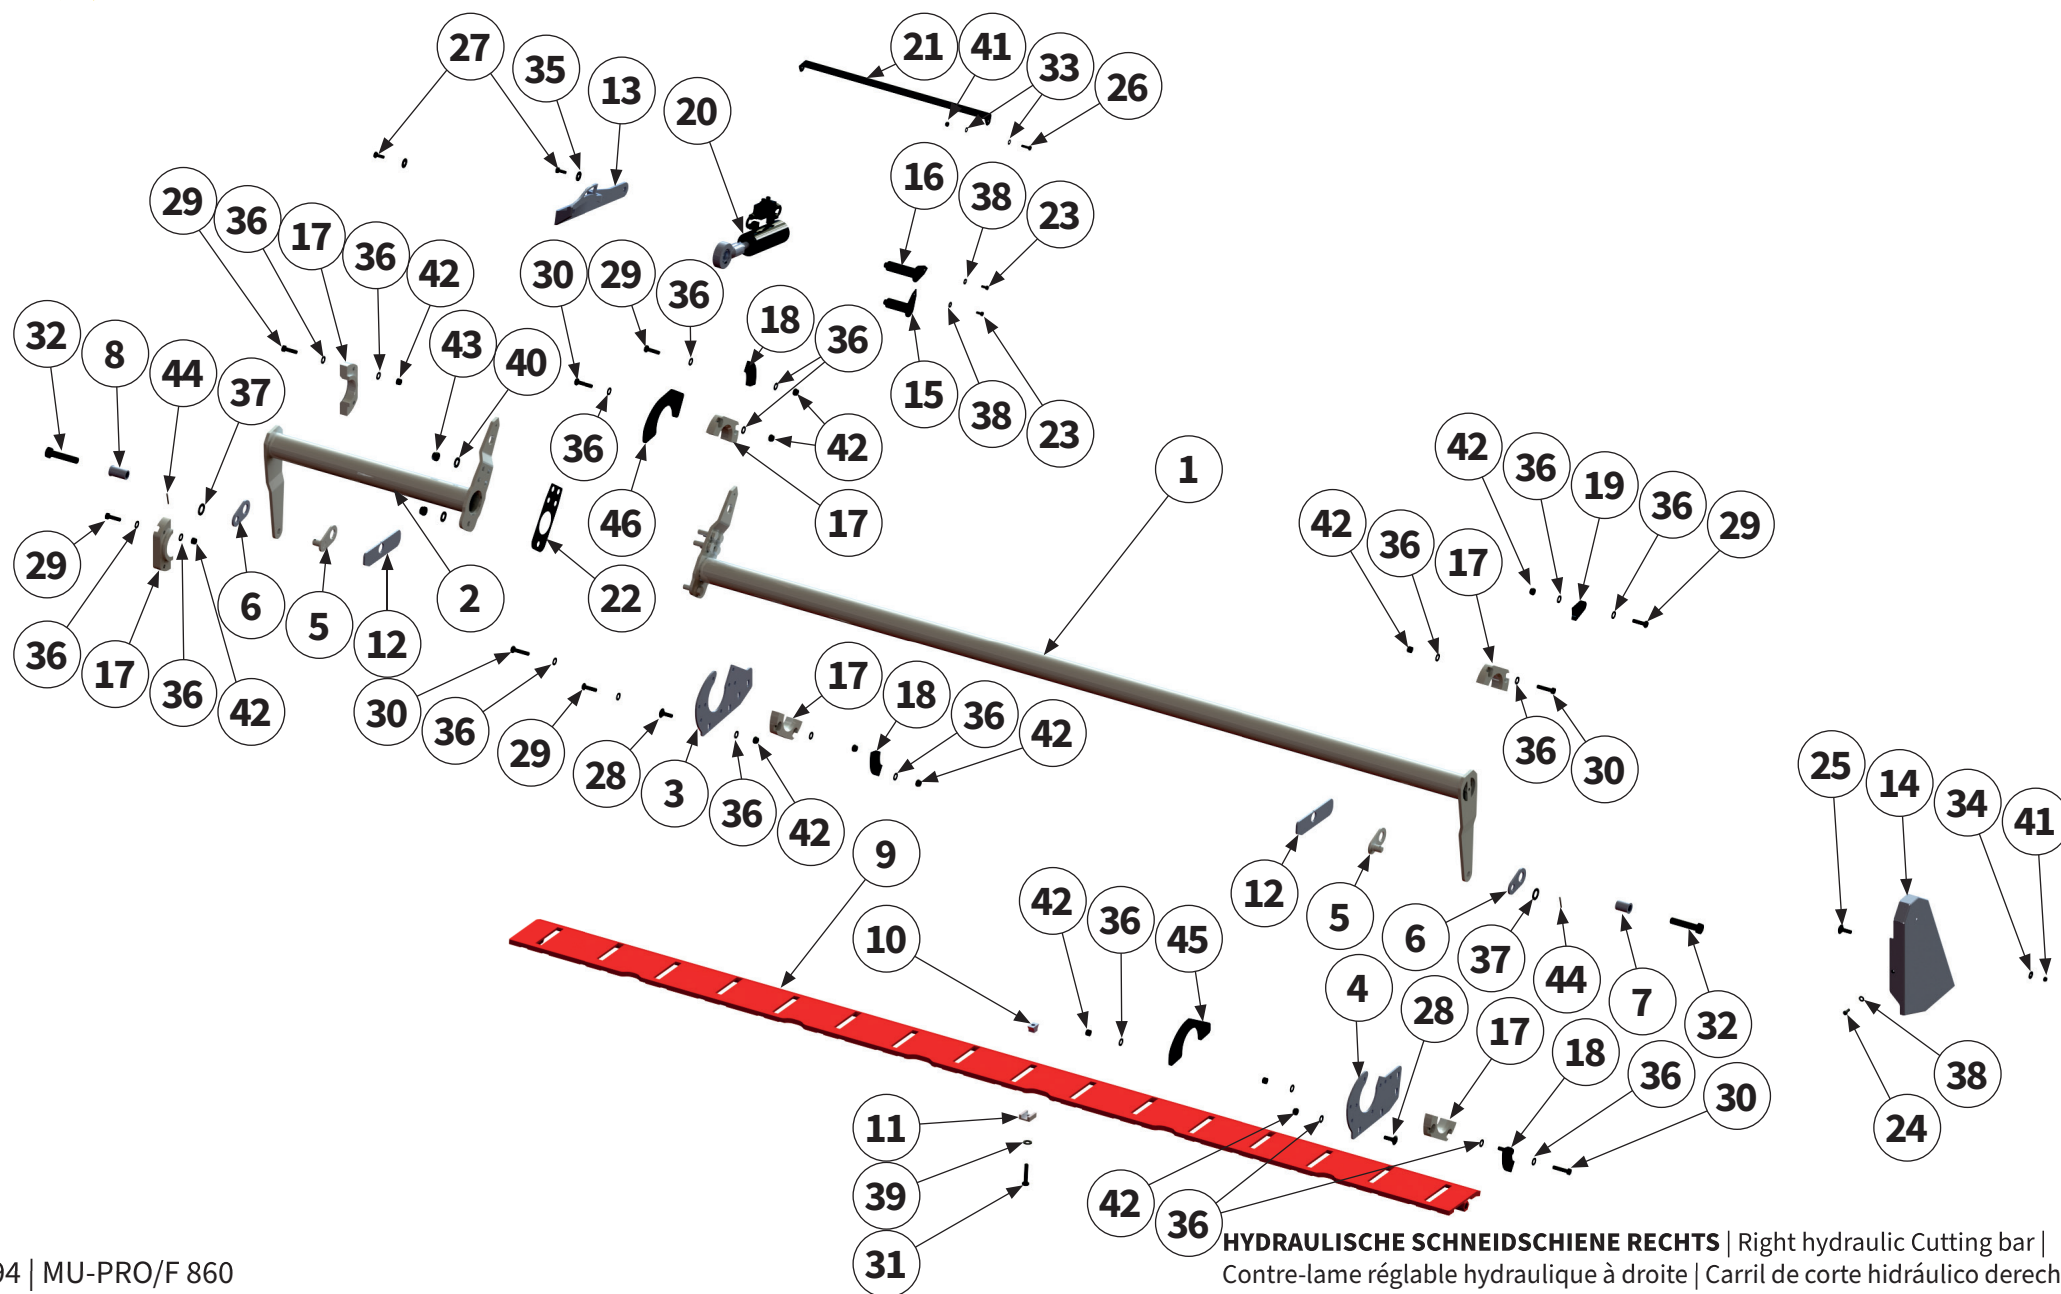 27 35 13 20 21 41 33 26
29 36 17 36 42 16 38 23
30 29 36 18 36
32 8 44 37 43 40 15 38 23
36 46 42 17 1
42 36 19 36 29
42 36 17
29 6 5 12 2 22
36 17 36 42 30 36 29 28 3 36 42
17 18 36 42 9
36 30
25 14 34 41
12 5 6 37 44 7 32
10 42 36 45 4 28 17 18 36 30
38 24
11 39 31 42 36
HYDRAULISCHE SCHNEIDSCHIENE RECHTS | Right hydraulic Cutting bar |
94 | MU-PRO/F 860
Contre-lame réglable hydraulique à droite | Carril de corte hidráulico derech